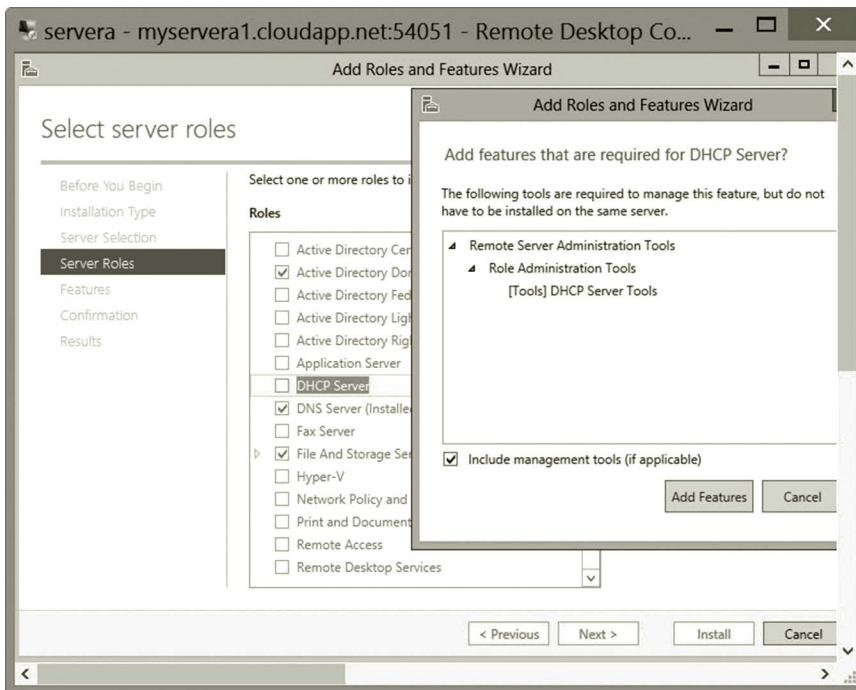 servera - myservera1.cloudapp.net:54051 - Remote Desktop Co...
Add Roles and Features Wizard
Select server roles
Before You Begin
Installation Type
Server Selection
Server Roles
Features
Confirmation
Results
Select one or more roles to i
Roles
Active Directory Cer
Active Directory Dor
Active Directory Fed
Active Directory Ligh
Active Directory Rig
Application Server
DHCP Server
DNS Server (Installe
Fax Server
File And Storage Ser
Hyper-V
Network Policy and
Print and Document
Remote Access
Remote Desktop Services
< Previous
Next >
Install
Cancel
Add Roles and Features Wizard
Add features that are required for DHCP Server?
The following tools are required to manage this feature, but do not
have to be installed on the same server.
Remote Server Administration Tools
Role Administration Tools
[Tools] DHCP Server Tools
Include management tools (if applicable)
Add Features
Cancel